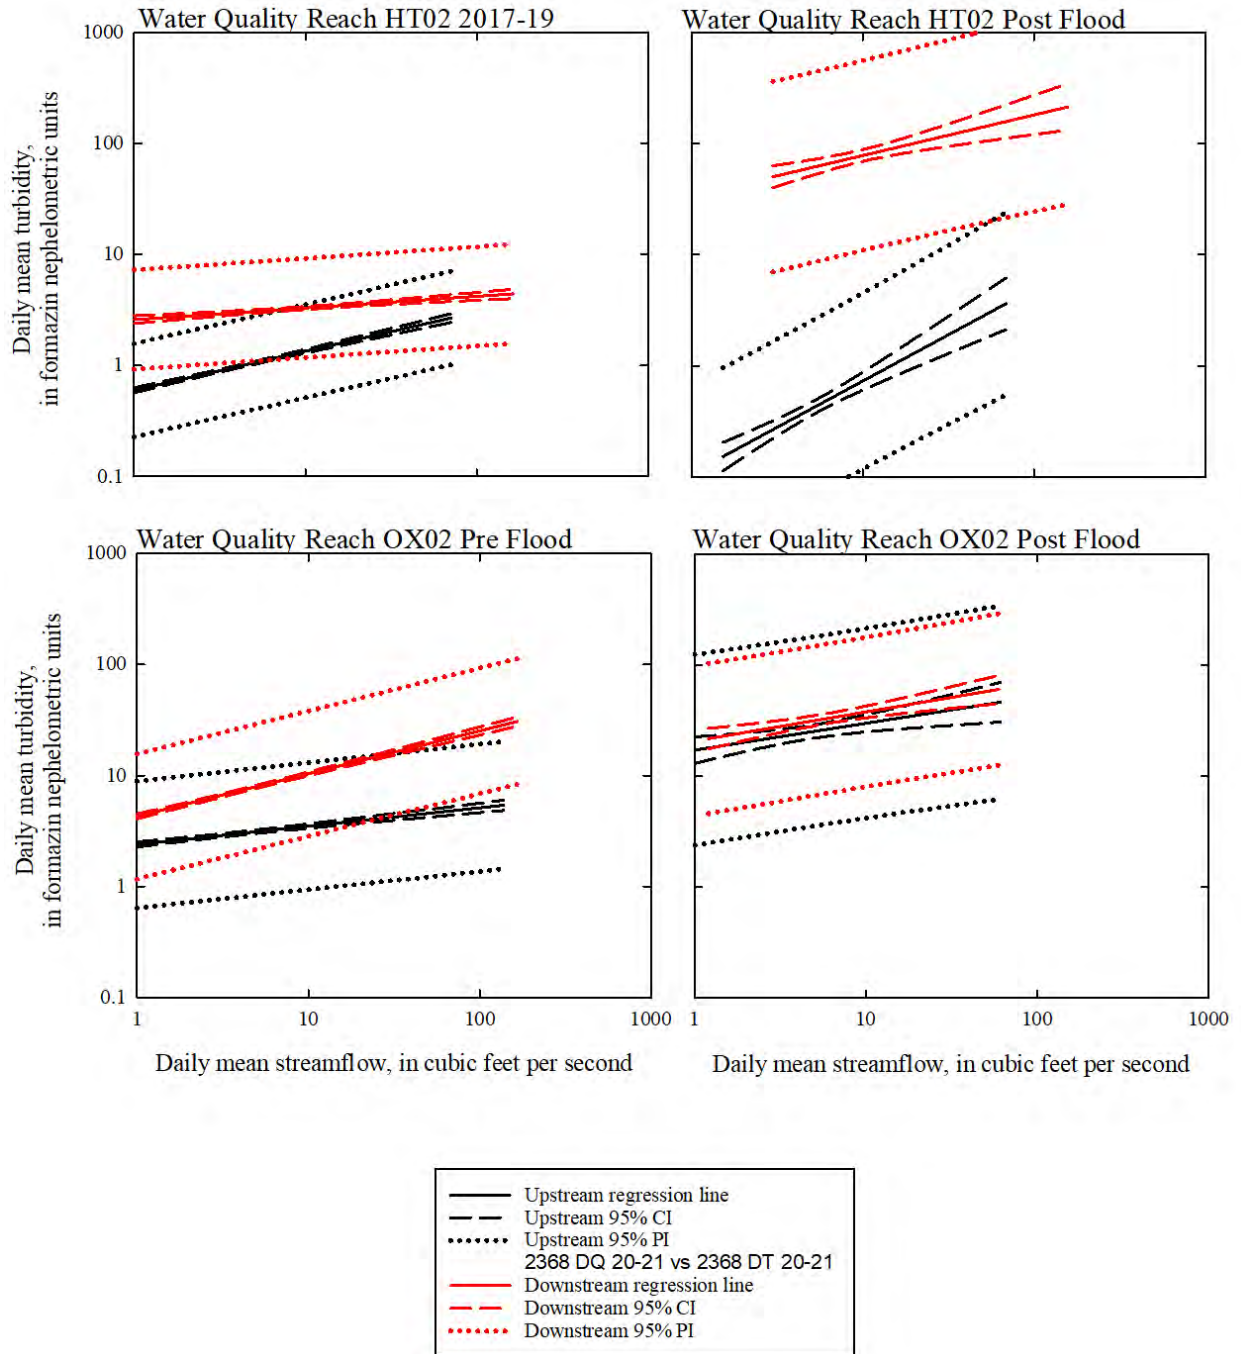 Water Quality Reach HT02 2017-19
Water Quality Reach HT02 Post Flood
1000
100
10
1
0.1
Daily mean turbidity,
in formazin nephelometric units
Water Quality Reach OX02 Pre Flood
Water Quality Reach OX02 Post Flood
1000
100
10
1
0.1
Daily mean turbidity,
in formazin nephelometric units
1 10 100 1000
1 10 100 1000
Daily mean streamflow, in cubic feet per second
Daily mean streamflow, in cubic feet per second
Upstream regression line
Upstream 95% CI
Upstream 95% PI
2368 DQ 20-21 vs 2368 DT 20-21
Downstream regression line
Downstream 95% CI
Downstream 95% PI